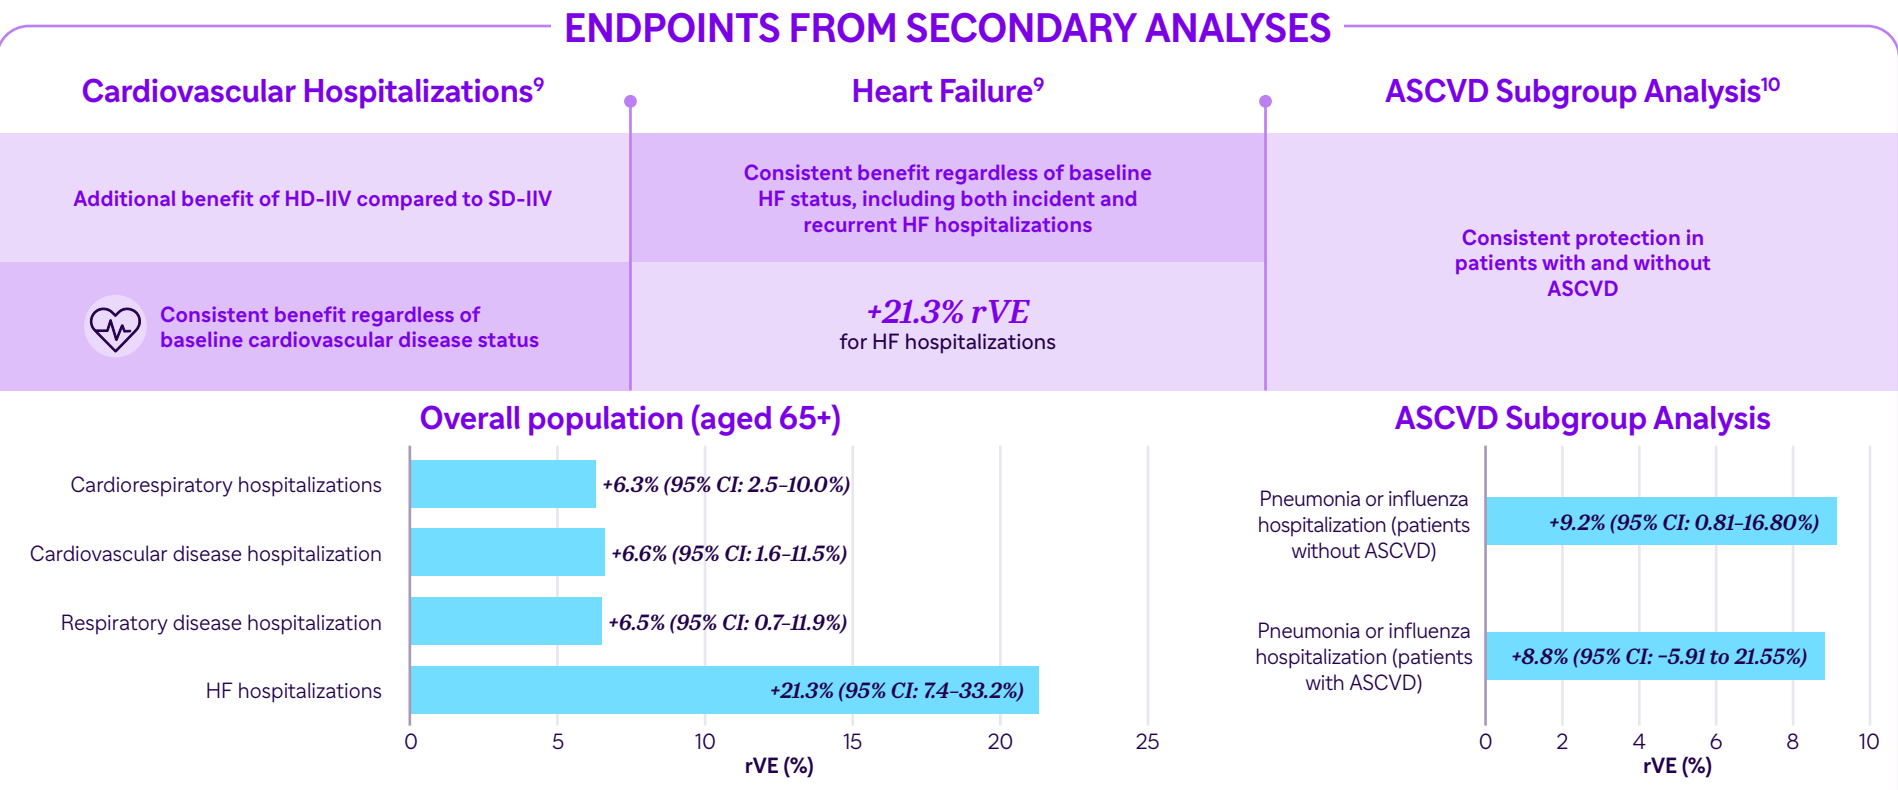 ENDPOINTS FROM SECONDARY ANALYSES
Cardiovascular Hospitalizations⁹
Additional benefit of HD-IIV compared to SD-IIV
Consistent benefit regardless of
baseline cardiovascular disease status
Heart Failure⁹
Consistent benefit regardless of baseline
HF status, including both incident and
recurrent HF hospitalizations
+21.3% rVE
for HF hospitalizations
ASCVD Subgroup Analysis¹⁰
Consistent protection in
patients with and without
ASCVD
Overall population (aged 65+)
Cardiorespiratory hospitalizations
+6.3% (95% CI: 2.5–10.0%)
Cardiovascular disease hospitalization
+6.6% (95% CI: 1.6–11.5%)
Respiratory disease hospitalization
+6.5% (95% CI: 0.7–11.9%)
HF hospitalizations
+21.3% (95% CI: 7.4–33.2%)
0 5 10 15 20 25
rVE (%)
ASCVD Subgroup Analysis
Pneumonia or influenza
hospitalization (patients
without ASCVD)
+9.2% (95% CI: 0.81–16.80%)
Pneumonia or influenza
hospitalization (patients
with ASCVD)
+8.8% (95% CI: −5.91 to 21.55%)
0 2 4 6 8 10
rVE (%)